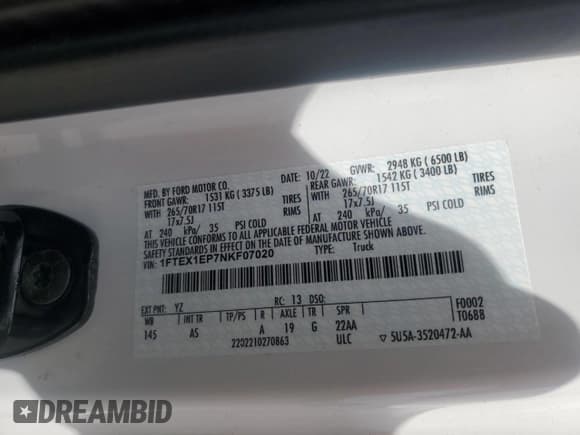 MFD. BY FORD MOTOR CO.
10/22 GVWR: 2948 KG ( 6500 LB)
FRONT GAWR: 1531 KG ( 3375 LB) REAR GAWR: 1542 KG ( 3400 LB)
WITH 265/70R17 115T TIRES WITH 265/70R17 115T TIRES
17x7.5J RIMS 17x7.5J RIMS
AT 240 kPa/ 35 PSI COLD AT 240 kPa/ 35 PSI COLD
THIS VEHICLE CONFORMS TO ALL APPLICABLE FEDERAL MOTOR VEHICLE
SAFETY STANDARDS IN EFFECT ON THE DATE OF MANUFACTURE SHOWN ABOVE.
VIN: 1FTEX1EP7NKF07020
TYPE: Truck
EXT PNT: YZ RC: 13 DSO:
WB INT TR TP/PS R AXLE TR SPR
145 AS A 19 G 22AA
F0002
T0688
2202210270863 ULC ▽ 5U5A-3520472-AA
DREAMBID